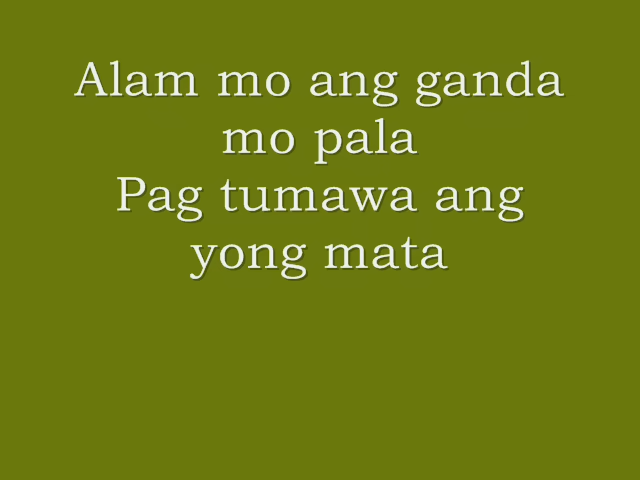 Alam mo ang ganda
mo pala
Pag tumawa ang
yong mata